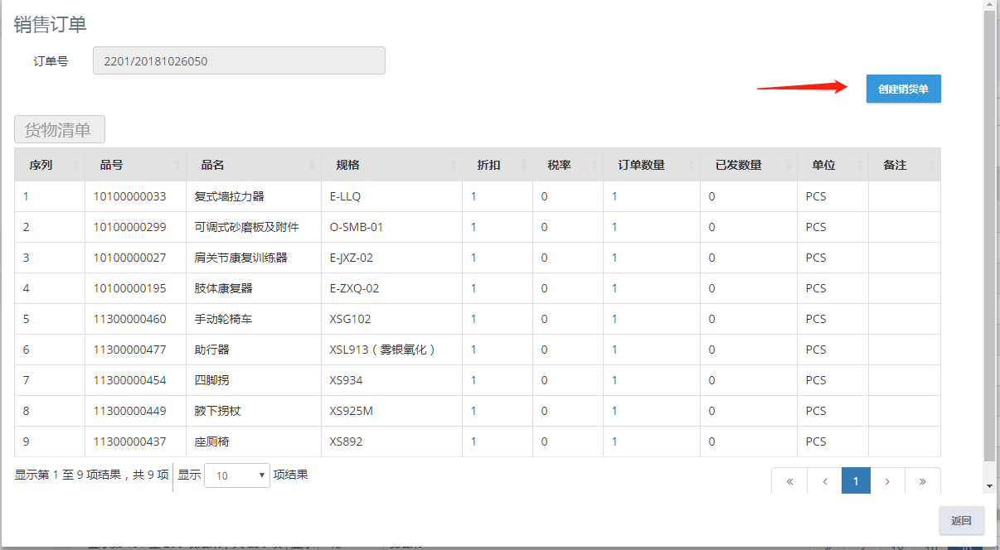 销售订单
订单号 2201/20181026050
创建销货单
货物清单
序列 品号 品名 规格 折扣 税率 订单数量 已发数量 单位 备注
1 10100000033 复式墙拉力器 E-LLQ 1 0 1 0 PCS
2 10100000299 可调式砂磨板及附件 O-SMB-01 1 0 1 0 PCS
3 10100000027 肩关节康复训练器 E-JXZ-02 1 0 1 0 PCS
4 10100000195 肢体康复器 E-ZXQ-02 1 0 1 0 PCS
5 11300000460 手动轮椅车 XSG102 1 0 1 0 PCS
6 11300000477 助行器 XSL913（雾银氧化） 1 0 1 0 PCS
7 11300000454 四脚拐 XS934 1 0 1 0 PCS
8 11300000449 腋下拐杖 XS925M 1 0 1 0 PCS
9 11300000437 座厕椅 XS892 1 0 1 0 PCS
显示第 1 至 9 项结果，共 9 项 显示 10 项结果 « ‹ 1 › »
返回